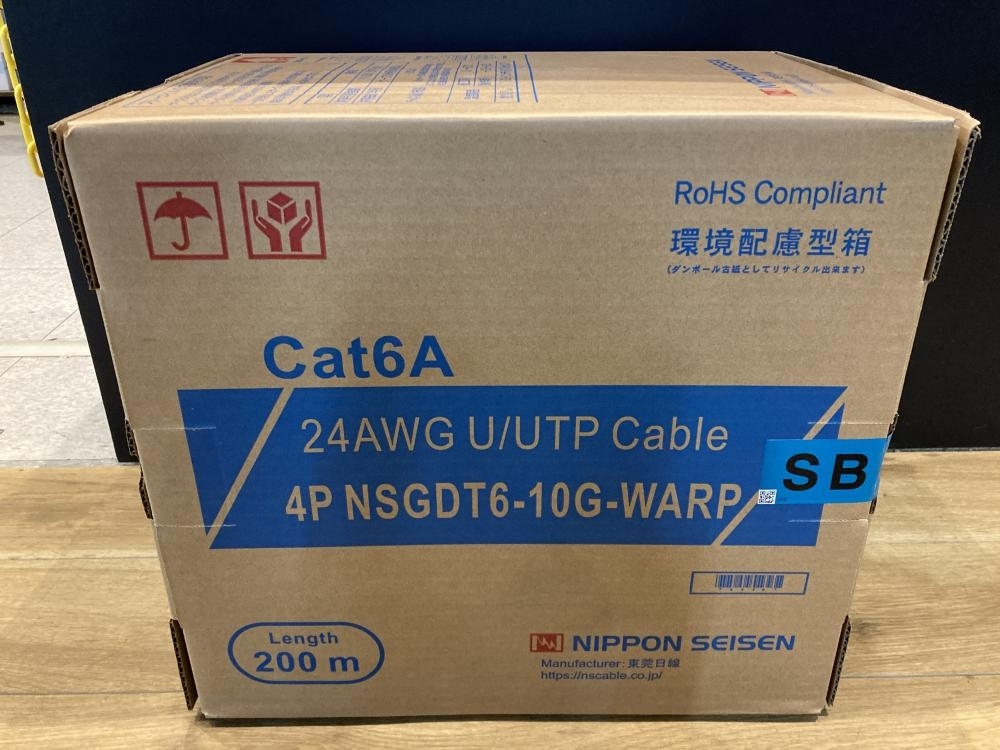 NIPPON SEISEN
RoHS Compliant
環境配慮型箱
(ダンボール古紙としてリサイクル出来ます)
Cat6A
24AWG U/UTP Cable
4P NSGDT6-10G-WARP
SB
Length
200 m
NIPPON SEISEN
Manufacturer: 東莞日線
https://nscable.co.jp/